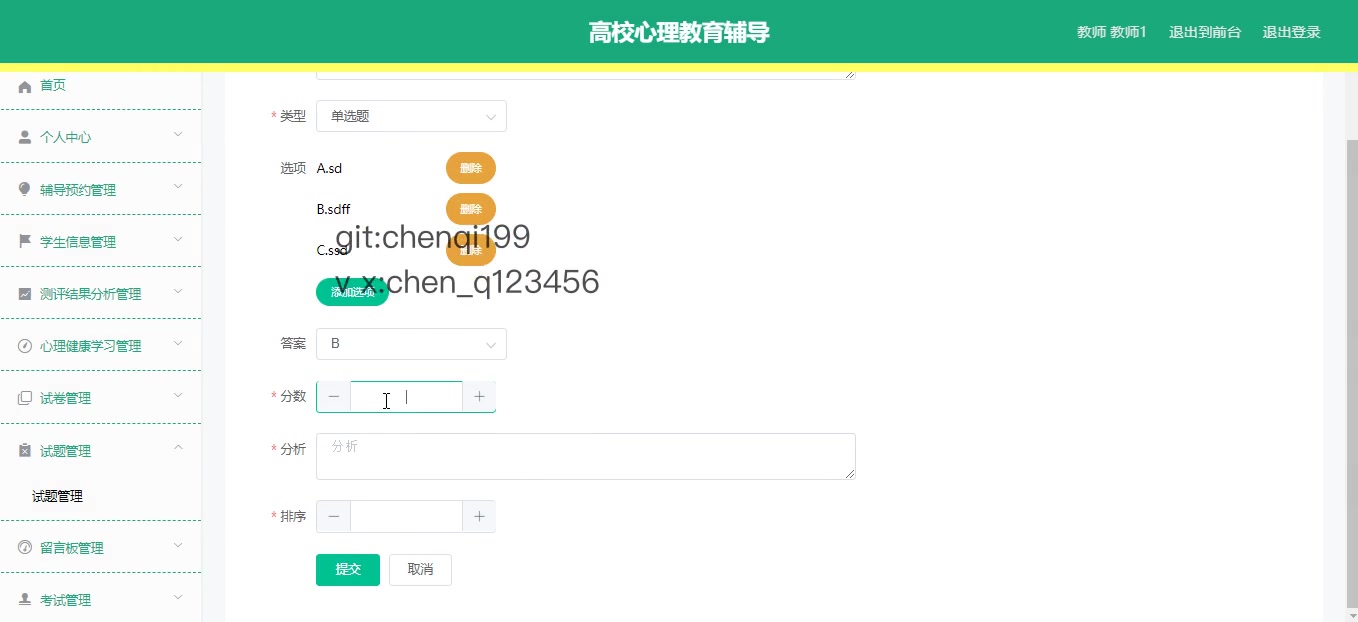 高校心理教育辅导
教师 教师1 退出到前台 退出登录
首页
个人中心
辅导预约管理
学生信息管理
测评结果分析管理
心理健康学习管理
试卷管理
试题管理
试题管理
留言板管理
考试管理
* 类型 单选题
选项 A.sd 删除
B.sdff 删除
C.ssd 删除
添加选项
git:chenqi199
v x:chen_q123456
答案 B
* 分数
* 分析 分析
* 排序
提交 取消